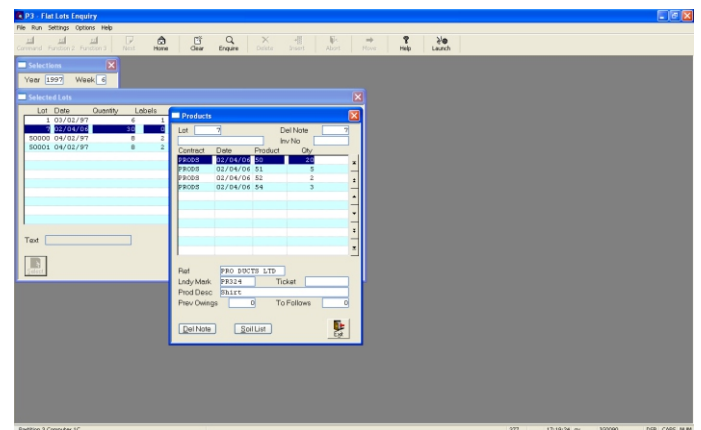 P3 - Flat Lots Enquiry
File Run Settings Options Help
Command Function 2 Function 3 Next Home Clear Enquire Delete Insert Abort Move Help Launch
Selections
Year 1997 Week 6
Selected Lots
Lot Date Quantity Labels
1 03/02/97 6 1
7 02/04/06 30 0
50000 04/02/97 8 2
50001 04/02/97 8 2
Text
Select
Products
Lot 7 Del Note 7
Inv No
Contract Date Product Qty
PRODS 02/04/06 50 20
PRODS 02/04/06 51 5
PRODS 02/04/06 52 2
PRODS 02/04/06 54 3
Ref PRO DUCTS LTD
Lndy Mark PR324 Ticket
Prod Desc Shirt
Prev Owings 0 To Follows 0
Del Note Soil List Exit